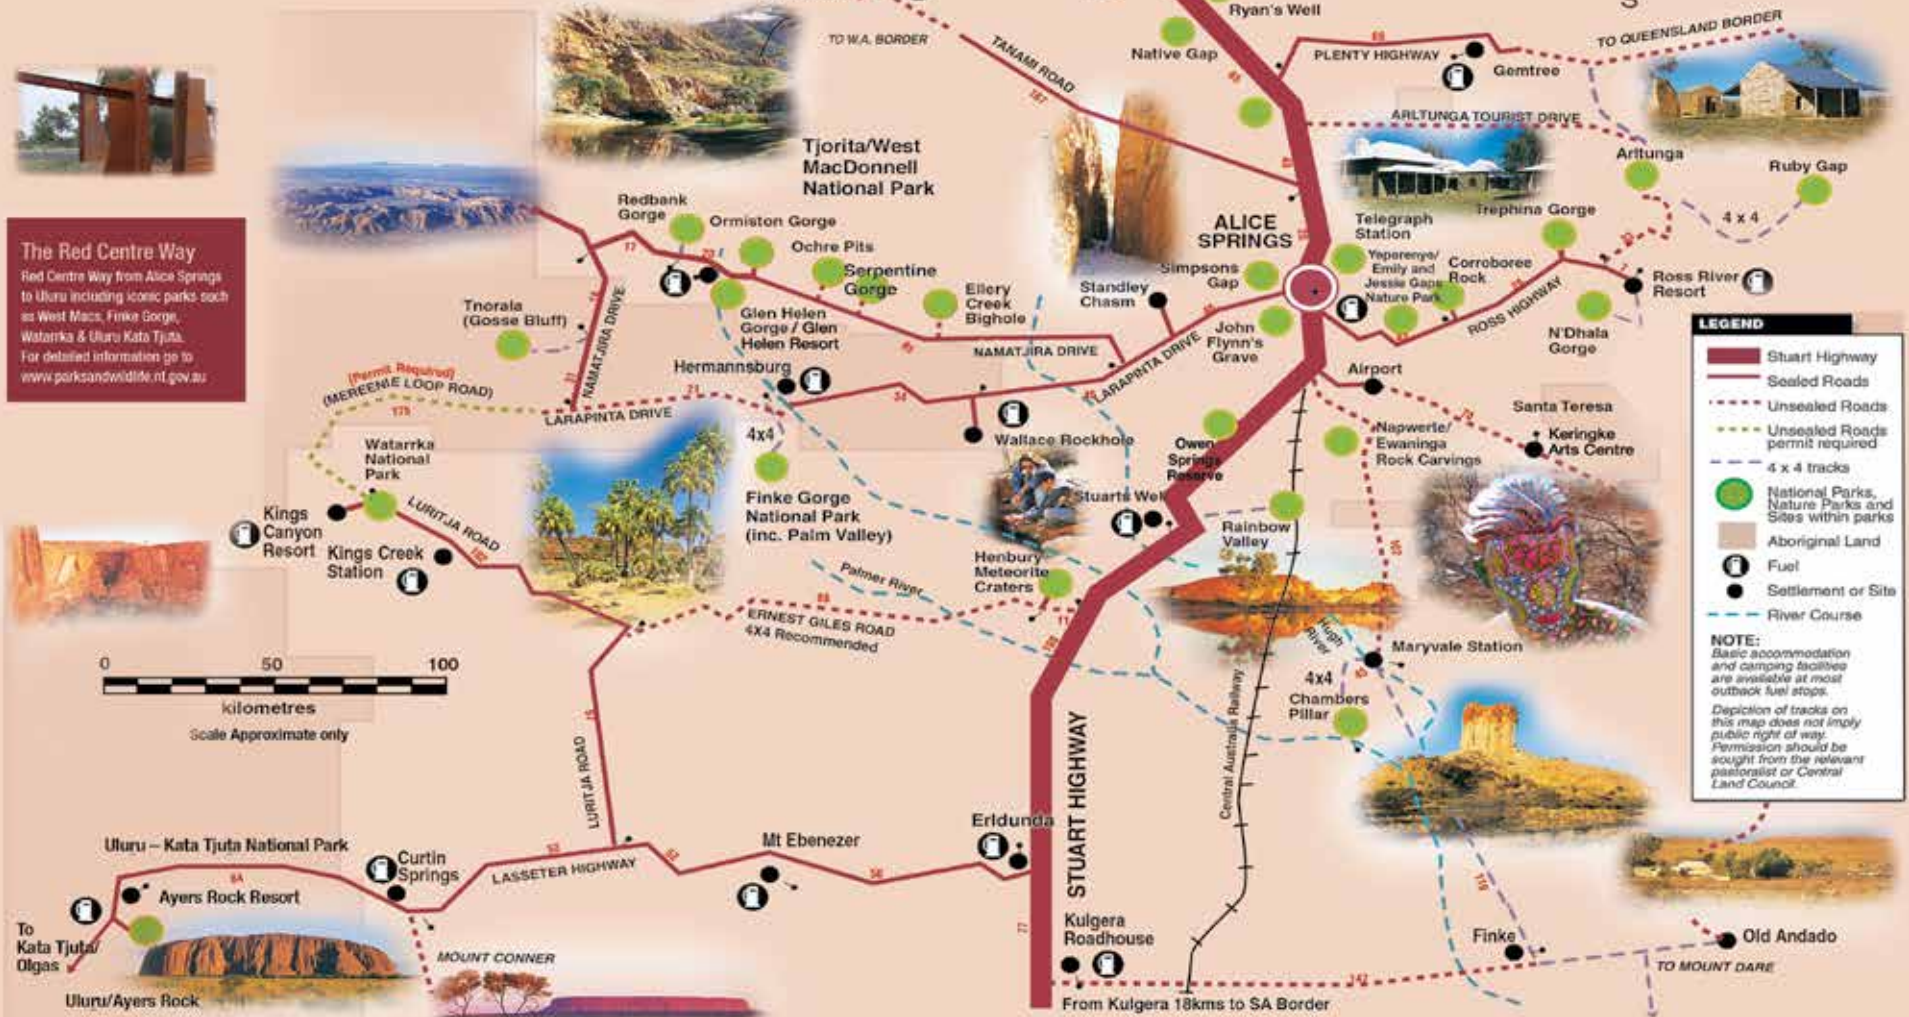 Ryan's Well
TO W.A. BORDER
TANAMI ROAD
187
Native Gap
69
PLENTY HIGHWAY
Gemtree
TO QUEENSLAND BORDER
ARLTUNGA TOURIST DRIVE
Arltunga
Ruby Gap
4 x 4
Tjorita/West
MacDonnell
National Park
The Red Centre Way
Red Centre Way from Alice Springs
to Uluru including iconic parks such
as West Macs, Finke Gorge,
Watarrka & Uluru Kata Tjuta.
For detailed information go to
www.parksandwildlife.nt.gov.au
Redbank
Gorge
Ormiston Gorge
17
Ochre Pits
Serpentine
Gorge
Ellery
Creek
Bighole
Glen Helen
Gorge / Glen
Helen Resort
Tnorala
(Gosse Bluff)
NAMATJIRA DRIVE
Standley
Chasm
ALICE
SPRINGS
Simpsons
Gap
John
Flynn's
Grave
Telegraph
Station
Yeperenye/
Emily and
Jessie Gaps
Nature Park
Corroboree
Rock
Trephina Gorge
ROSS HIGHWAY
Ross River
Resort
N'Dhala
Gorge
NAMATJIRA DRIVE
LARAPINTA DRIVE
Hermannsburg
(Permit Required)
(MEREENIE LOOP ROAD)
LARAPINTA DRIVE
4x4
Wallace Rockhole
Airport
Santa Teresa
Keringke
Arts Centre
Napwerte/
Ewaninga
Rock Carvings
Owen
Springs
Reserve
Stuarts Well
Rainbow
Valley
Watarrka
National
Park
Kings
Canyon
Resort
LURITJA ROAD
Kings Creek
Station
Finke Gorge
National Park
(inc. Palm Valley)
Henbury
Meteorite
Craters
Palmer River
ERNEST GILES ROAD
4X4 Recommended
11
Hugh
River
Maryvale Station
4x4
Chambers
Pillar
Central Australia Railway
0 50 100
kilometres
Scale Approximate only
LURITJA ROAD
STUART HIGHWAY
Erldunda
Mt Ebenezer
LASSETER HIGHWAY
Curtin
Springs
Uluru – Kata Tjuta National Park
Ayers Rock Resort
To
Kata Tjuta/
Olgas
Uluru/Ayers Rock
MOUNT CONNER
77
Kulgera
Roadhouse
From Kulgera 18kms to SA Border
Finke
Old Andado
TO MOUNT DARE
LEGEND
Stuart Highway
Sealed Roads
Unsealed Roads
Unsealed Roads
permit required
4 x 4 tracks
National Parks,
Nature Parks and
Sites within parks
Aboriginal Land
Fuel
Settlement or Site
River Course
NOTE:
Basic accommodation
and camping facilities
are available at most
outback fuel stops.
Depiction of tracks on
this map does not imply
public right of way.
Permission should be
sought from the relevant
pastoralist or Central
Land Council.